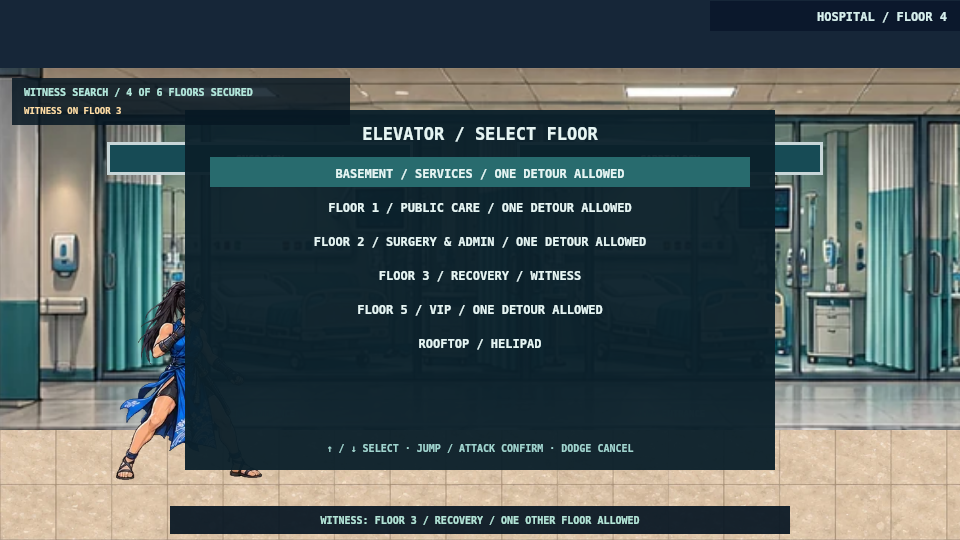 HOSPITAL / FLOOR 4
WITNESS SEARCH / 4 OF 6 FLOORS SECURED
WITNESS ON FLOOR 3
ELEVATOR / SELECT FLOOR
BASEMENT / SERVICES / ONE DETOUR ALLOWED
FLOOR 1 / PUBLIC CARE / ONE DETOUR ALLOWED
FLOOR 2 / SURGERY & ADMIN / ONE DETOUR ALLOWED
FLOOR 3 / RECOVERY / WITNESS
FLOOR 5 / VIP / ONE DETOUR ALLOWED
ROOFTOP / HELIPAD
↑ / ↓ SELECT · JUMP / ATTACK CONFIRM · DODGE CANCEL
WITNESS: FLOOR 3 / RECOVERY / ONE OTHER FLOOR ALLOWED